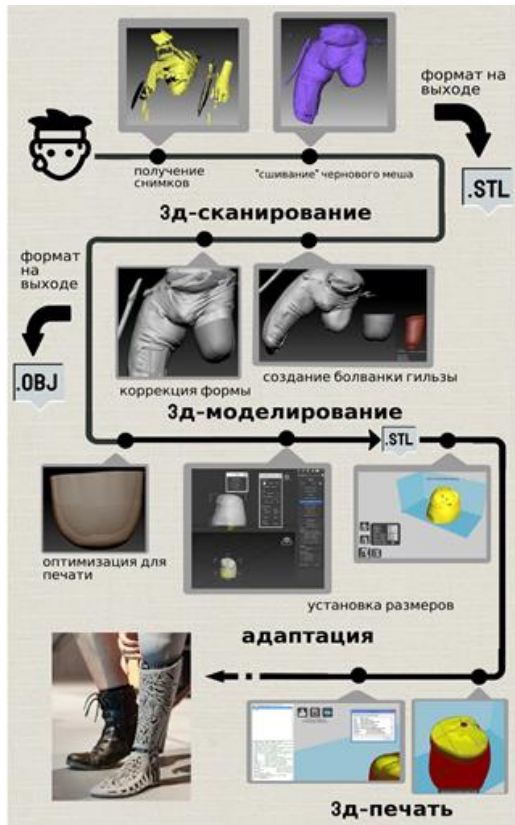 формат на
выходе
.STL
получение
снимков
"сшивание" чернового меша
3д-сканирование
формат
на
выходе
.OBJ
коррекция формы
создание болванки гильзы
3д-моделирование
.STL
оптимизация для
печати
установка размеров
адаптация
3д-печать